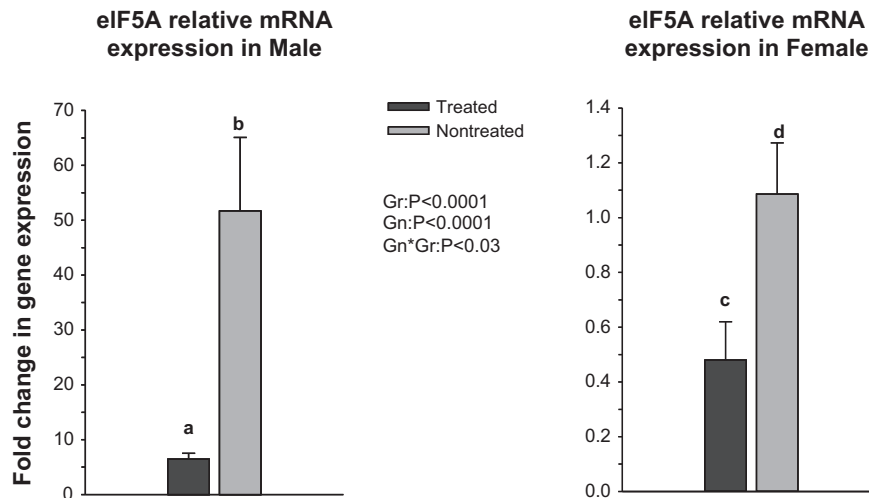 eIF5A relative mRNA
expression in Male
eIF5A relative mRNA
expression in Female
Fold change in gene expression
70
60
50
40
30
20
10
0
a
b
Treated
Nontreated
Gr:P<0.0001
Gn:P<0.0001
Gn*Gr:P<0.03
1.4
1.2
1.0
0.8
0.6
0.4
0.2
0.0
c
d